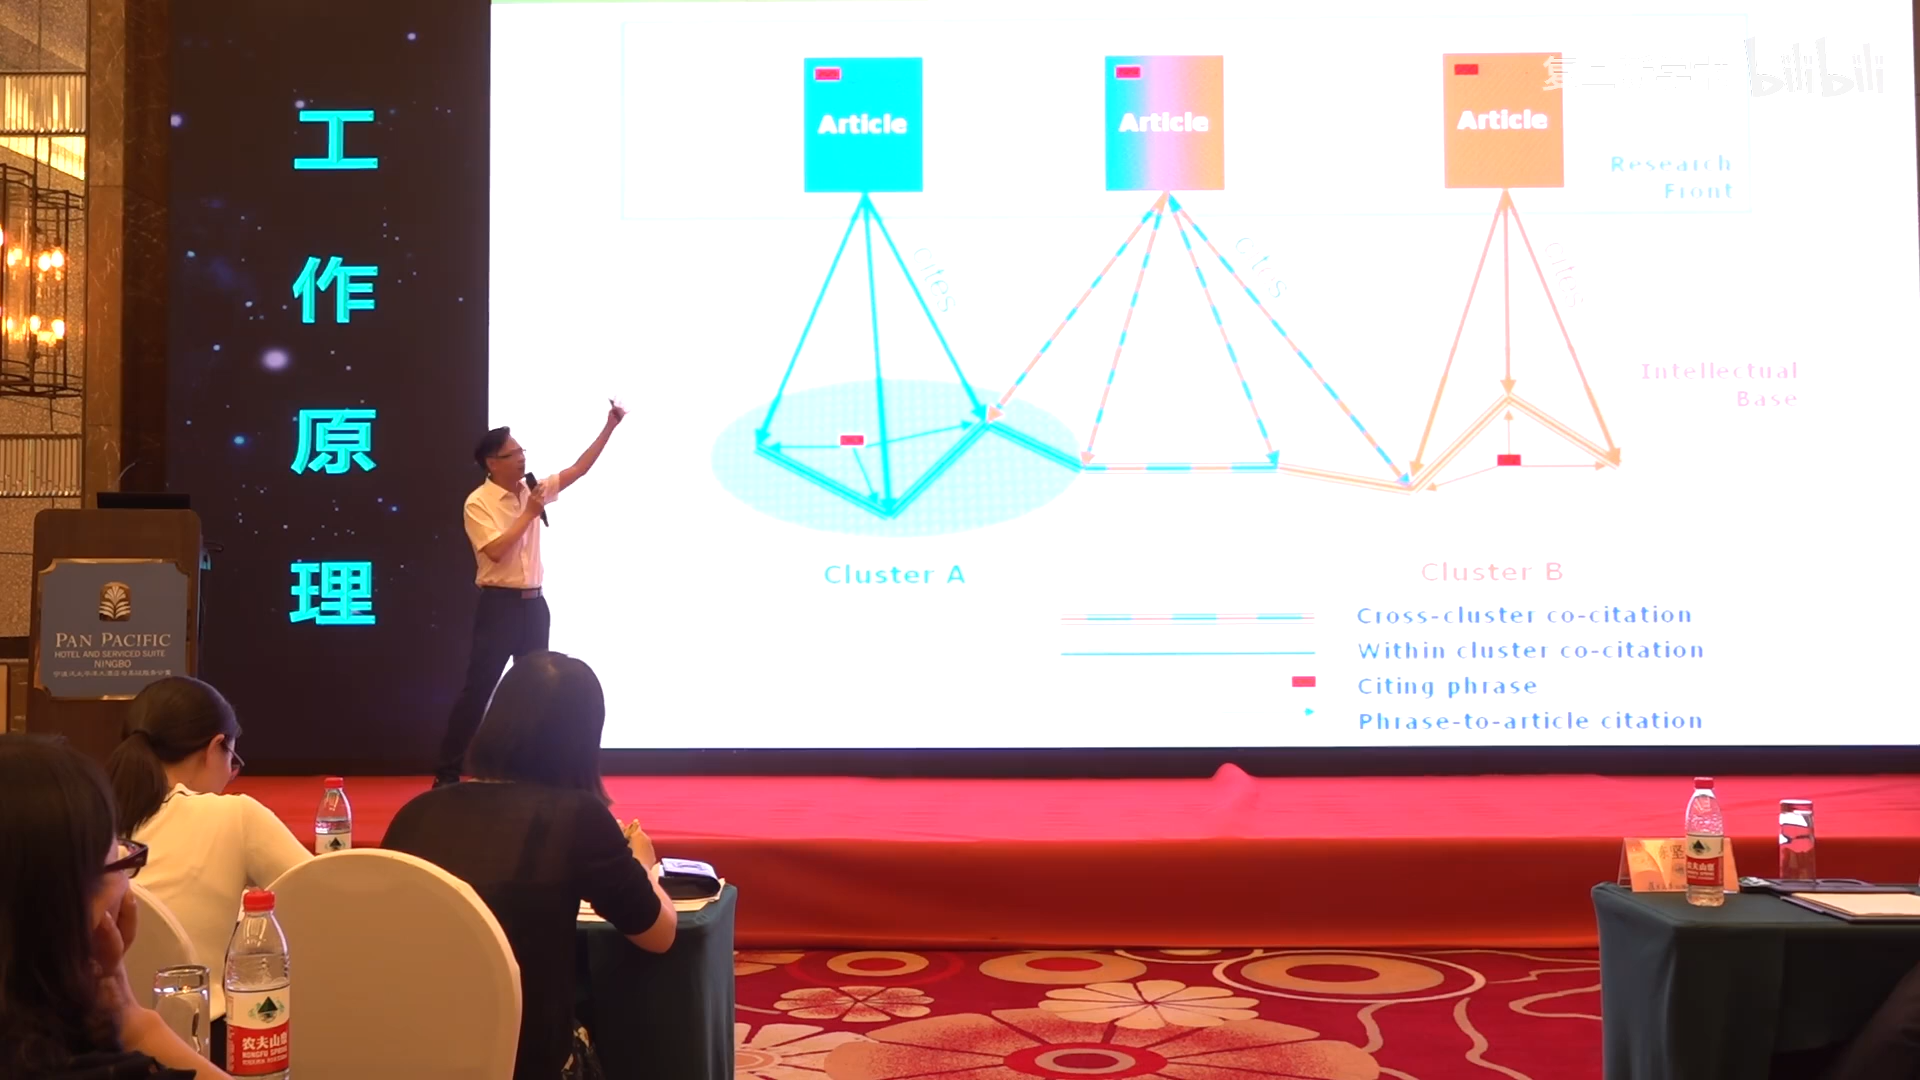 工
作
原
理
Article
Article
Article
bilibili
Research
Front
cites
cites
cites
Intellectual
Base
Cluster A
Cluster B
Cross-cluster co-citation
Within cluster co-citation
Citing phrase
Phrase-to-article citation
PAN PACIFIC
HOTEL AND SERVICED SUITE
NINGBO
农夫山泉
NONGFU SPRING